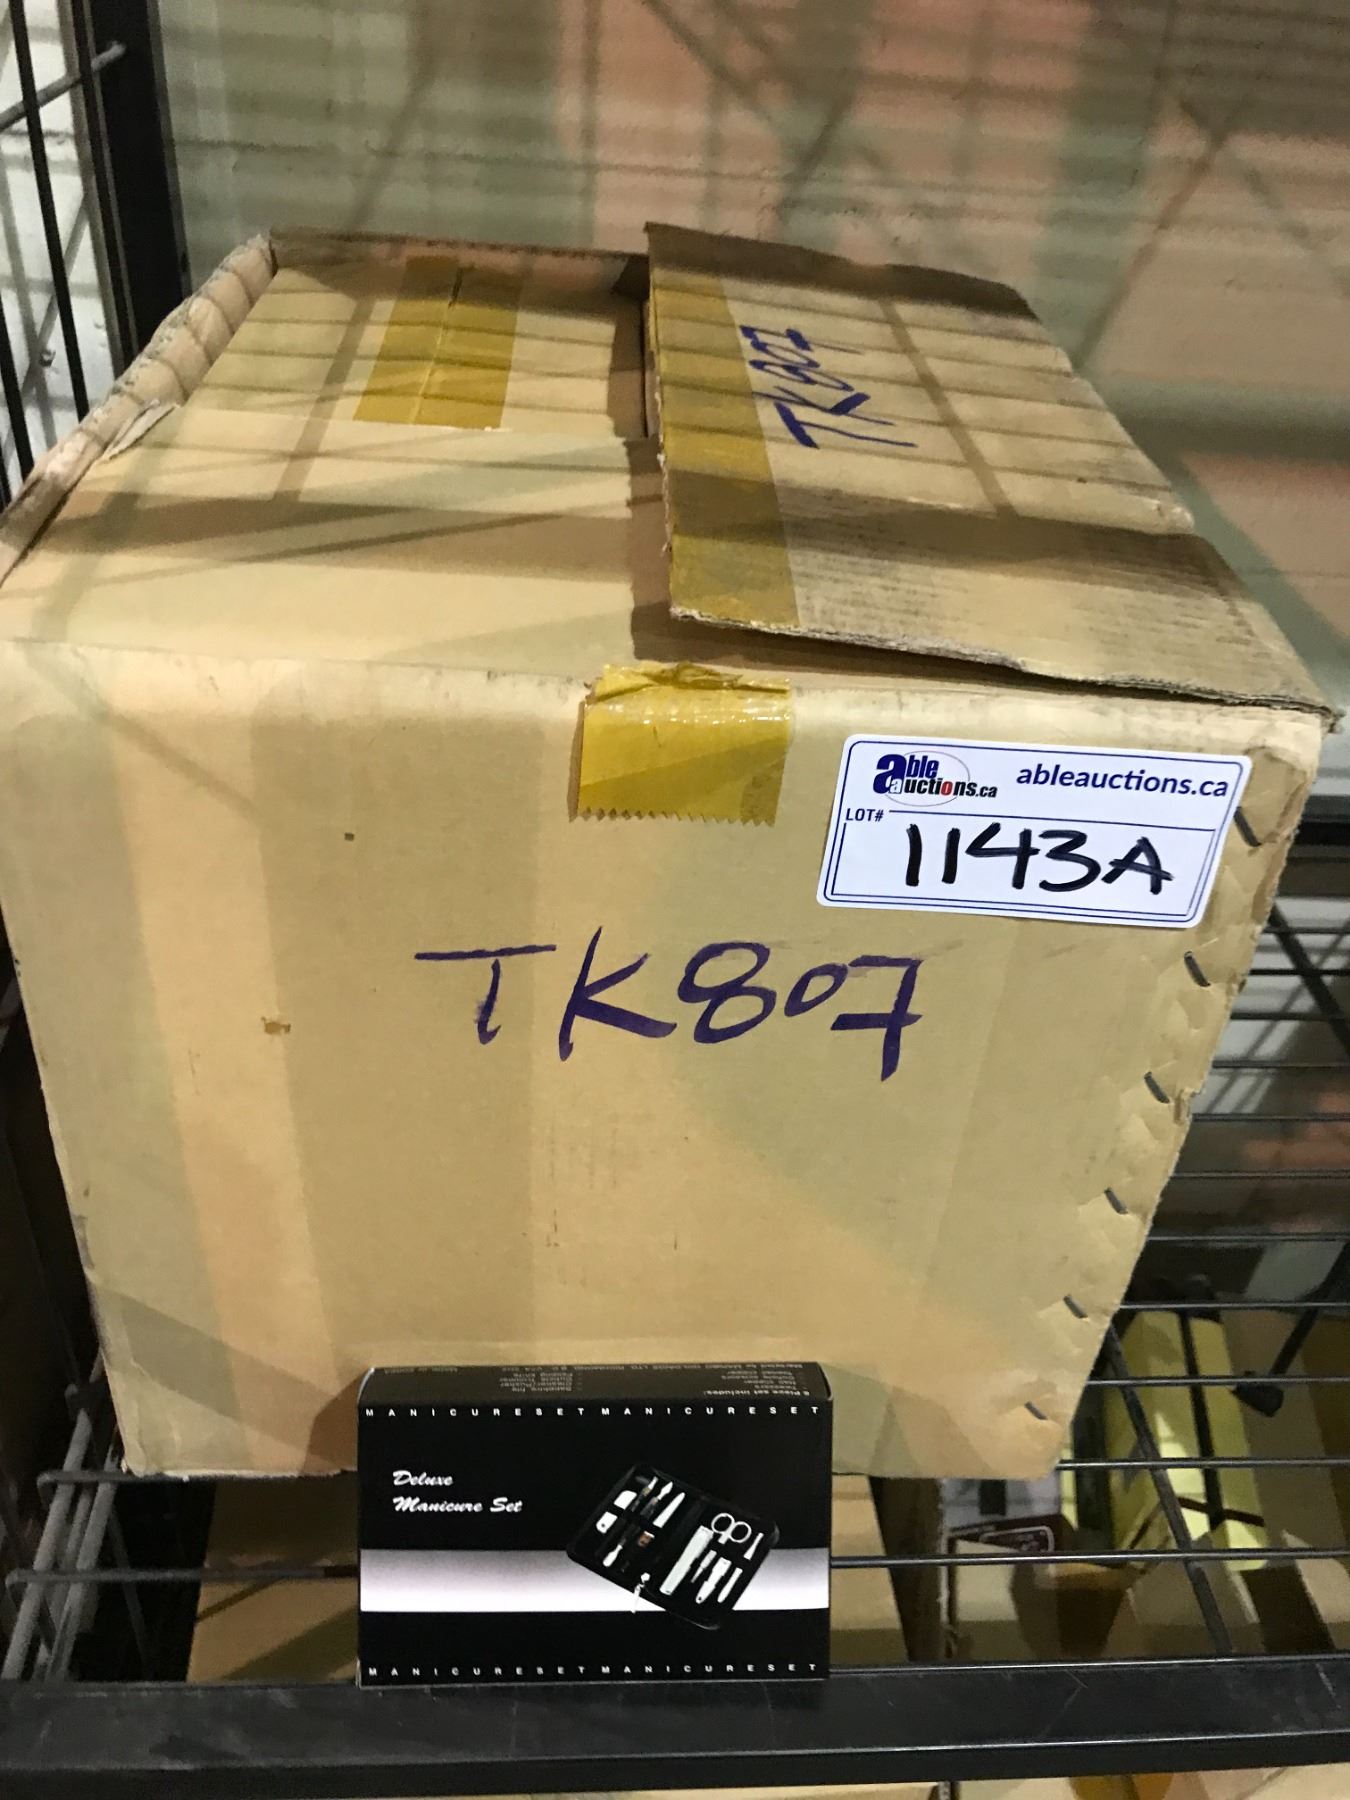 TK807
able auctions.ca
ableauctions.ca
LOT#
1143A
TK807
MANICURESETMANICURESET
Deluxe
Manicure Set
MANICURESETMANICURESET